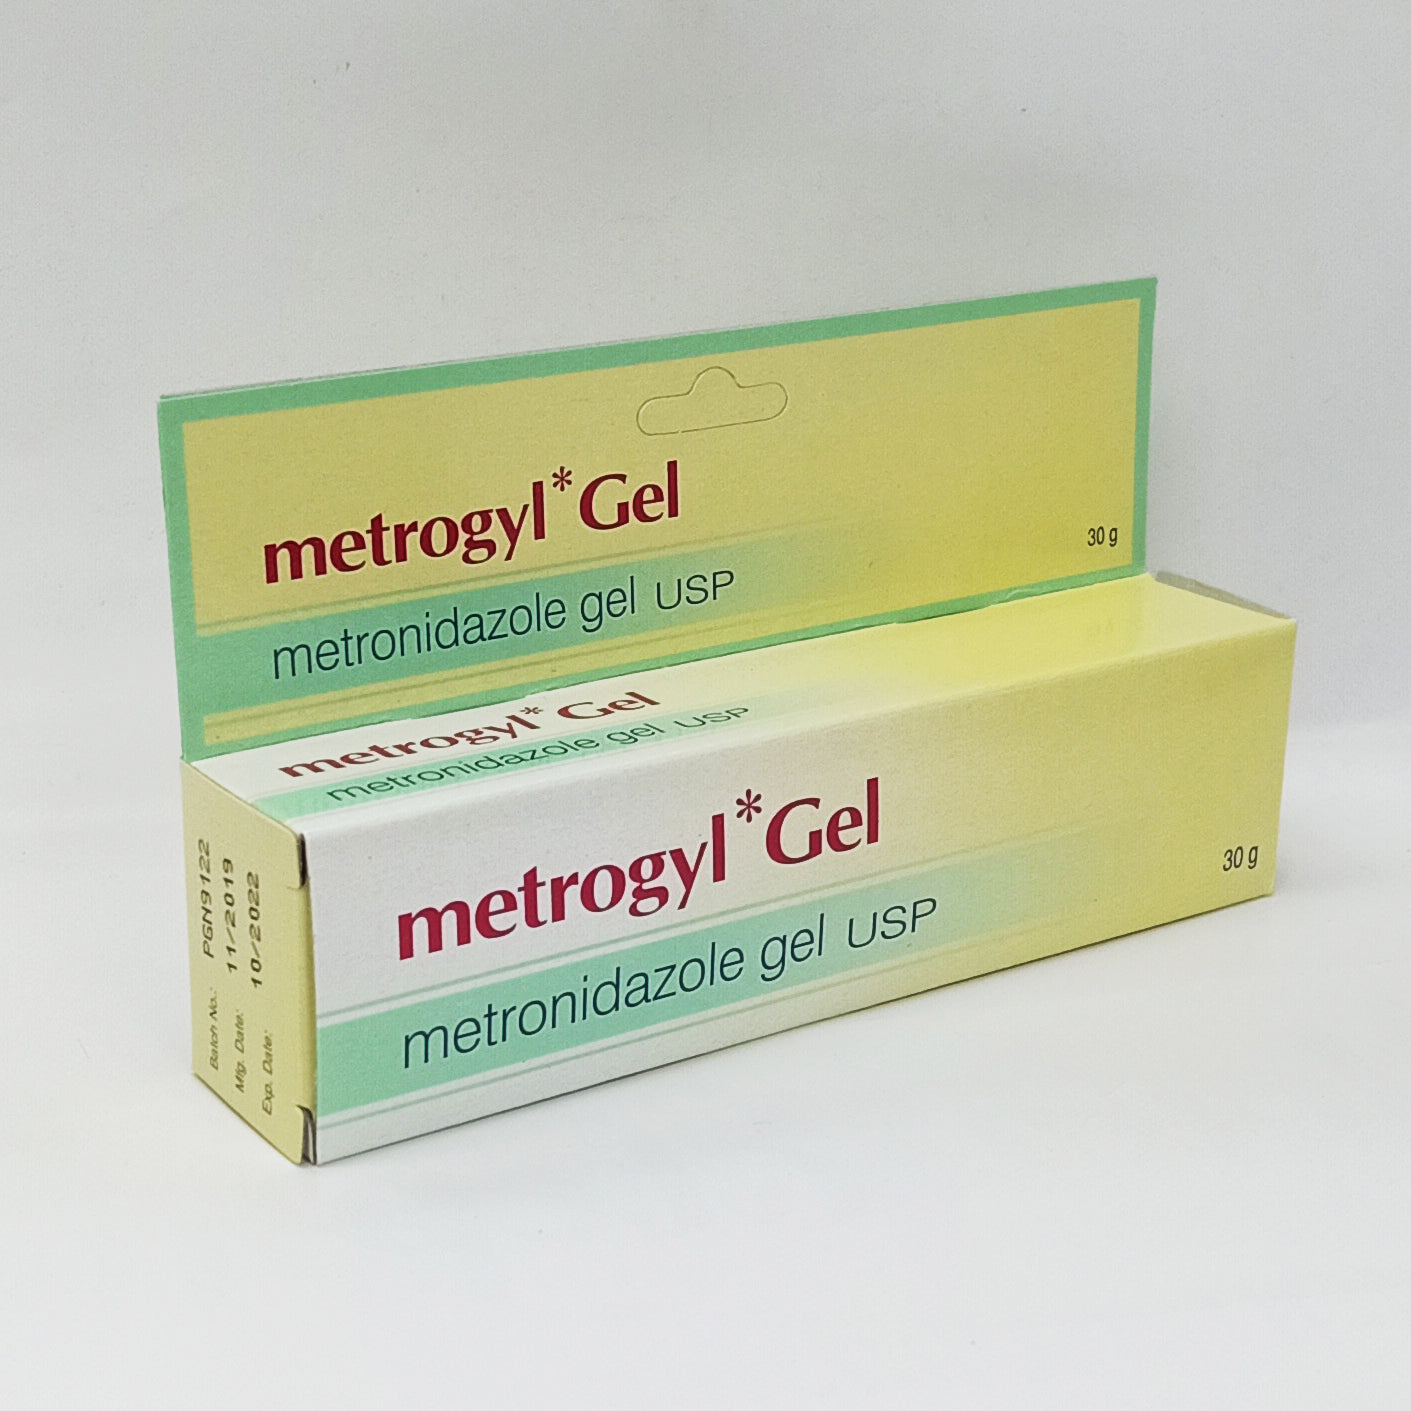 metrogyl* Gel
metronidazole gel USP
30 g
metrogyl* Gel
metronidazole gel USP
metrogyl* Gel
metronidazole gel USP
30 g
Batch No.: PGN9122
Mfg. Date: 11/2019
Exp. Date: 10/2022